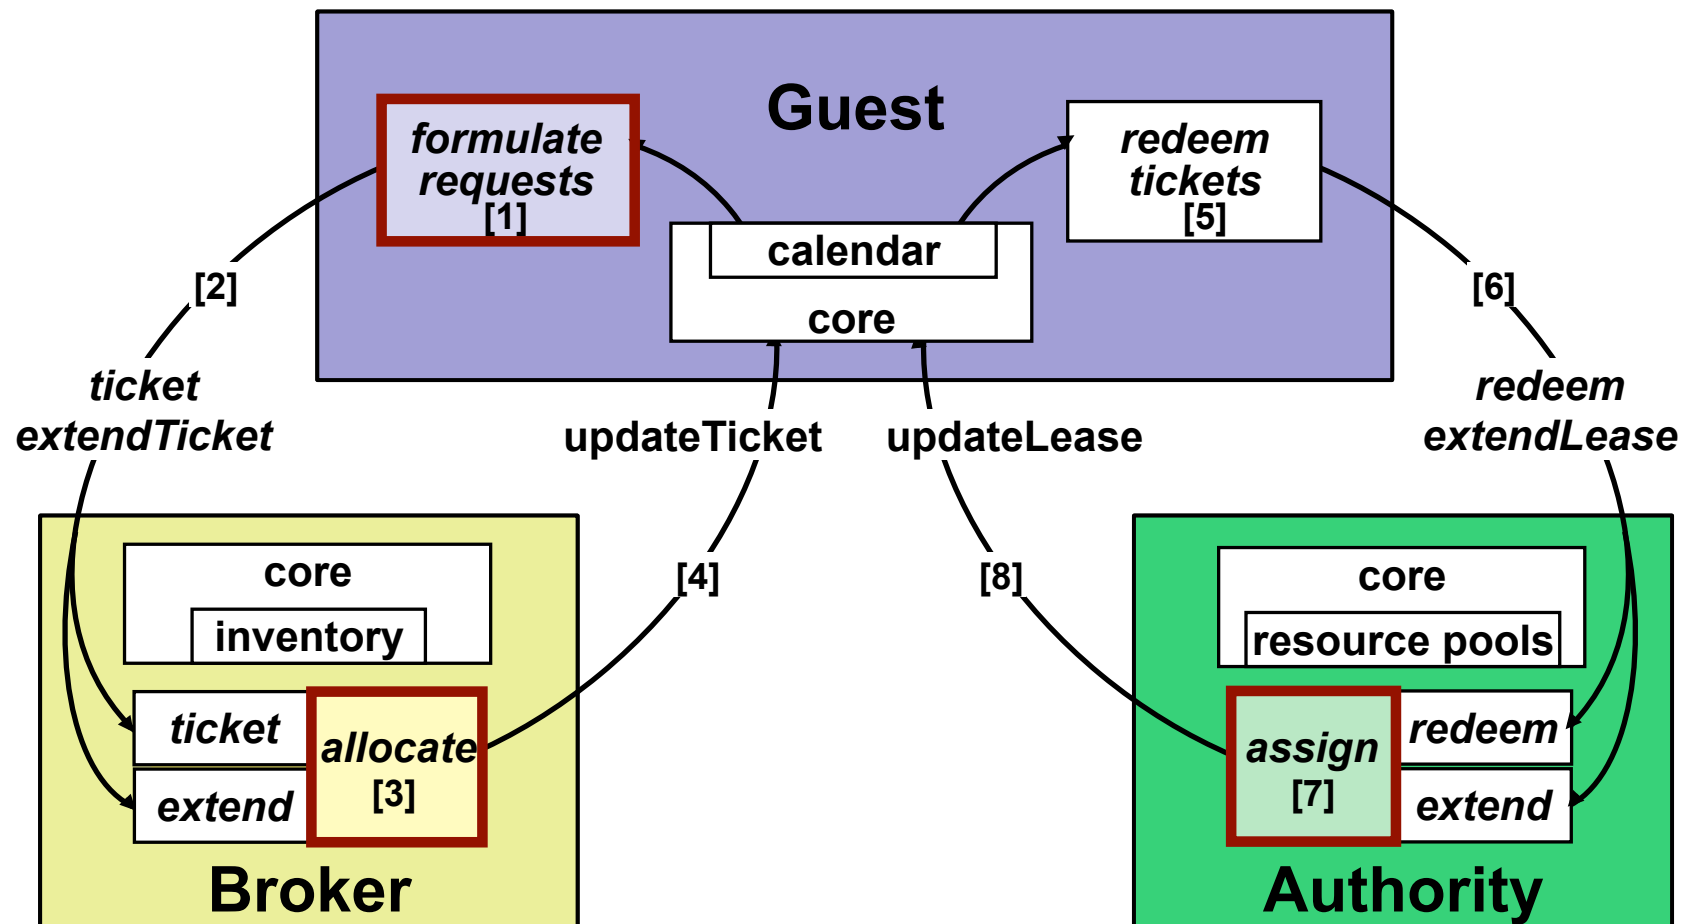 Guest
formulate
requests
[1]
redeem
tickets
[5]
calendar
core
[2]
[6]
ticket
extendTicket
updateTicket
updateLease
redeem
extendLease
[4]
[8]
core
inventory
ticket
extend
allocate
[3]
Broker
core
resource pools
assign
[7]
redeem
extend
Authority